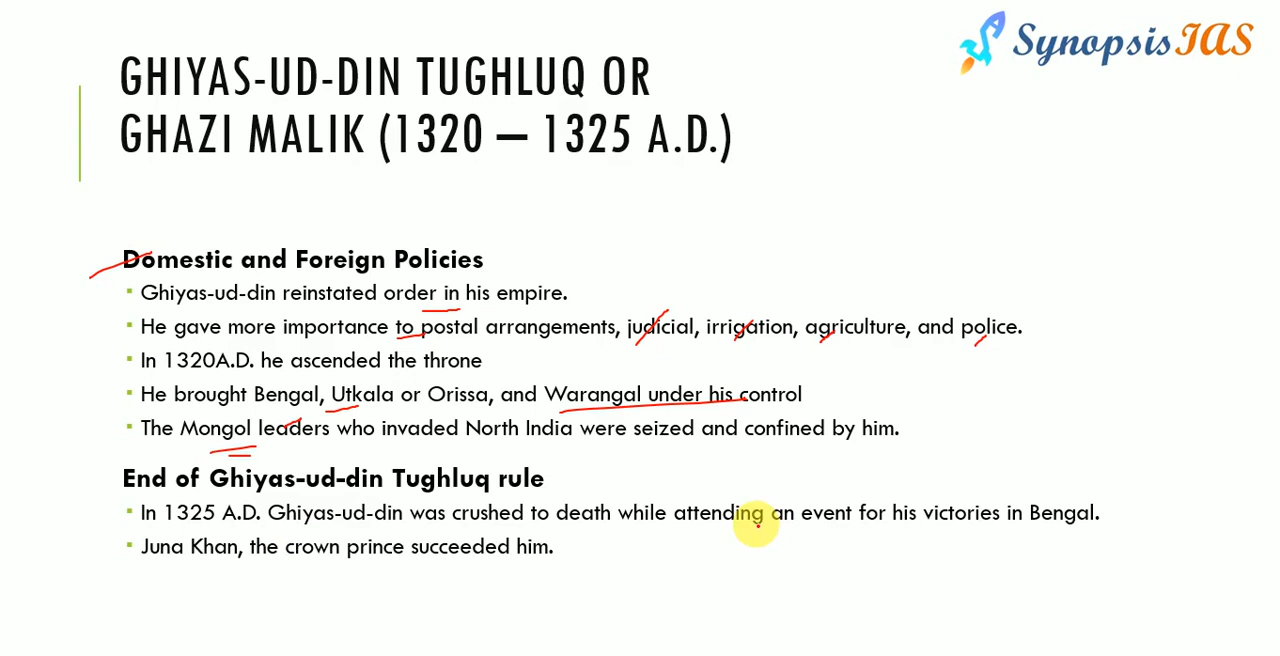 SynopsisIAS
GHIYAS-UD-DIN TUGHLUQ OR
GHAZI MALIK (1320 – 1325 A.D.)
Domestic and Foreign Policies
▪ Ghiyas-ud-din reinstated order in his empire.
▪ He gave more importance to postal arrangements, judicial, irrigation, agriculture, and police.
▪ In 1320A.D. he ascended the throne
▪ He brought Bengal, Utkala or Orissa, and Warangal under his control
▪ The Mongol leaders who invaded North India were seized and confined by him.
End of Ghiyas-ud-din Tughluq rule
▪ In 1325 A.D. Ghiyas-ud-din was crushed to death while attending an event for his victories in Bengal.
▪ Juna Khan, the crown prince succeeded him.